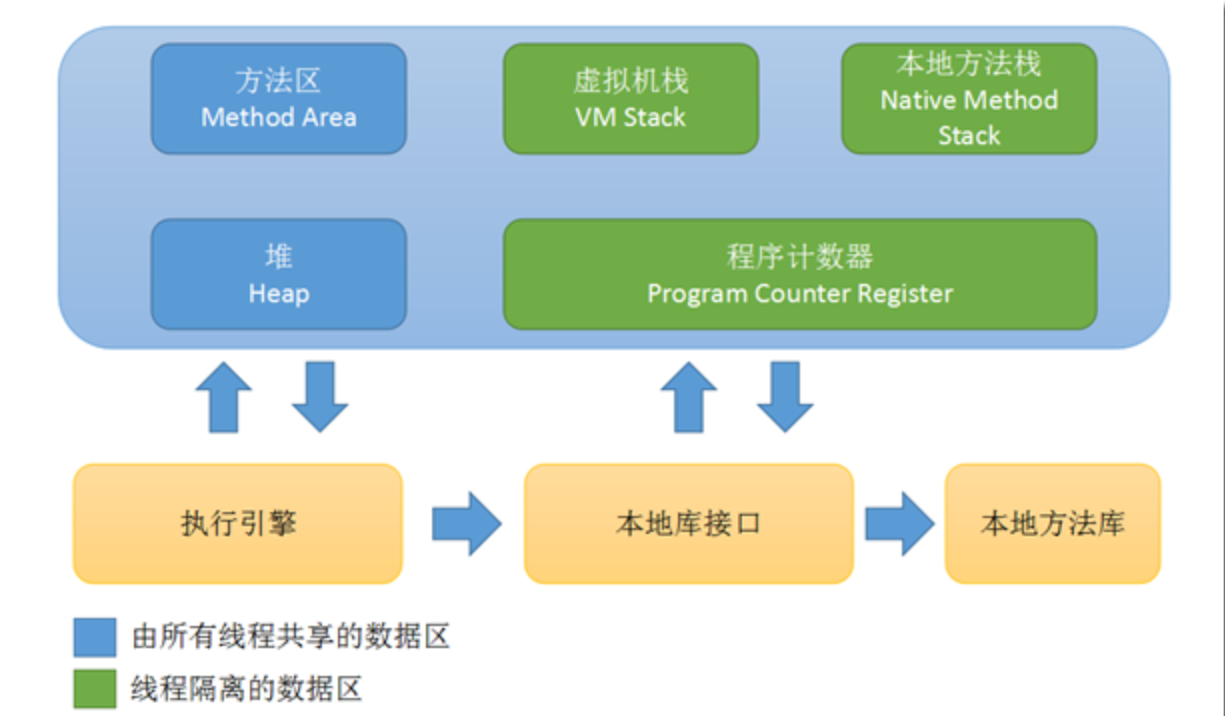 方法区
Method Area
虚拟机栈
VM Stack
本地方法栈
Native Method
Stack
堆
Heap
程序计数器
Program Counter Register
执行引擎
本地库接口
本地方法库
由所有线程共享的数据区
线程隔离的数据区